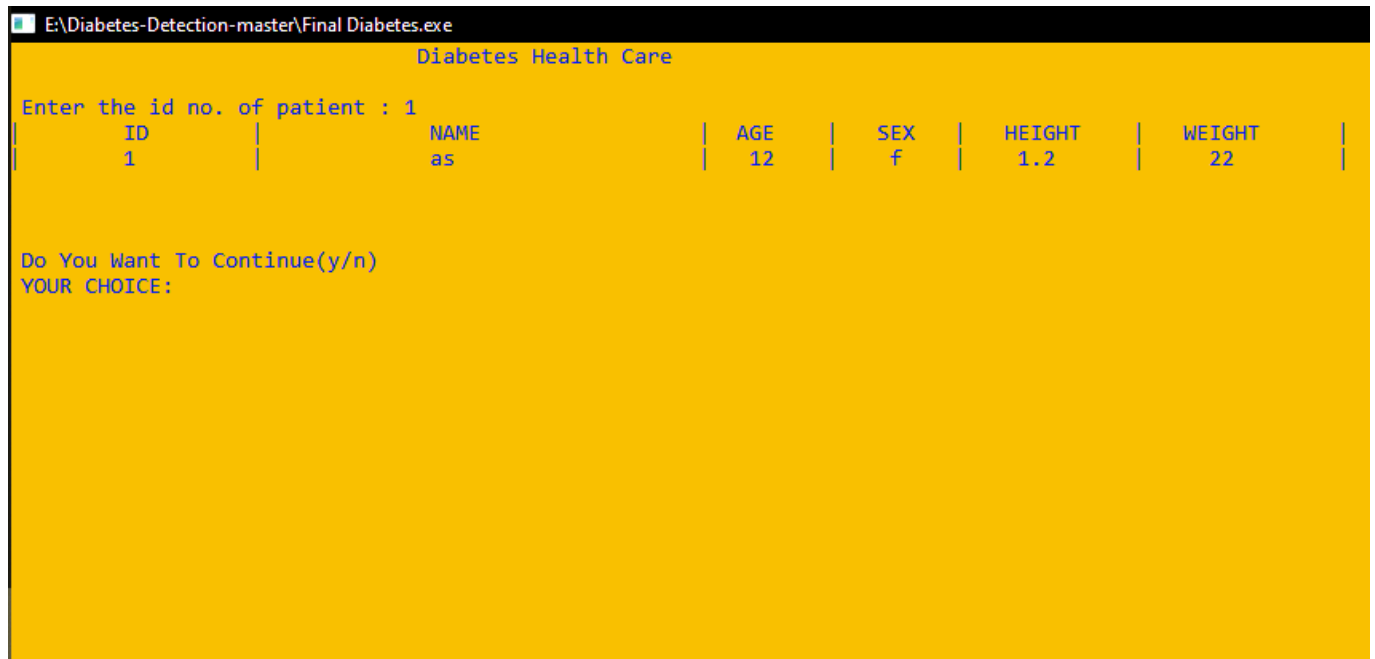 E:\Diabetes-Detection-master\Final Diabetes.exe
Diabetes Health Care
Enter the id no. of patient : 1
| ID | NAME | AGE | SEX | HEIGHT | WEIGHT |
| 1 | as | 12 | f | 1.2 | 22 |
Do You Want To Continue(y/n)
YOUR CHOICE: